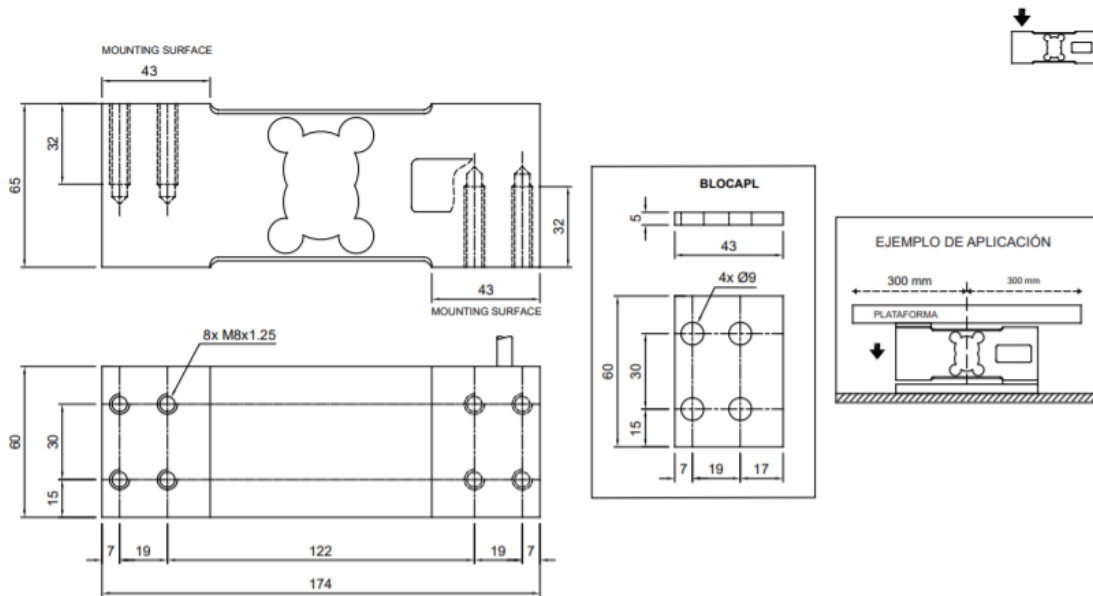 MOUNTING SURFACE
43
32
65
32
43
MOUNTING SURFACE
8x M8x1.25
60
30
15
7
19
122
19
7
174
BLOCAPL
5
43
4x Ø9
60
30
15
7
19
17
EJEMPLO DE APLICACIÓN
300 mm
300 mm
PLATAFORMA